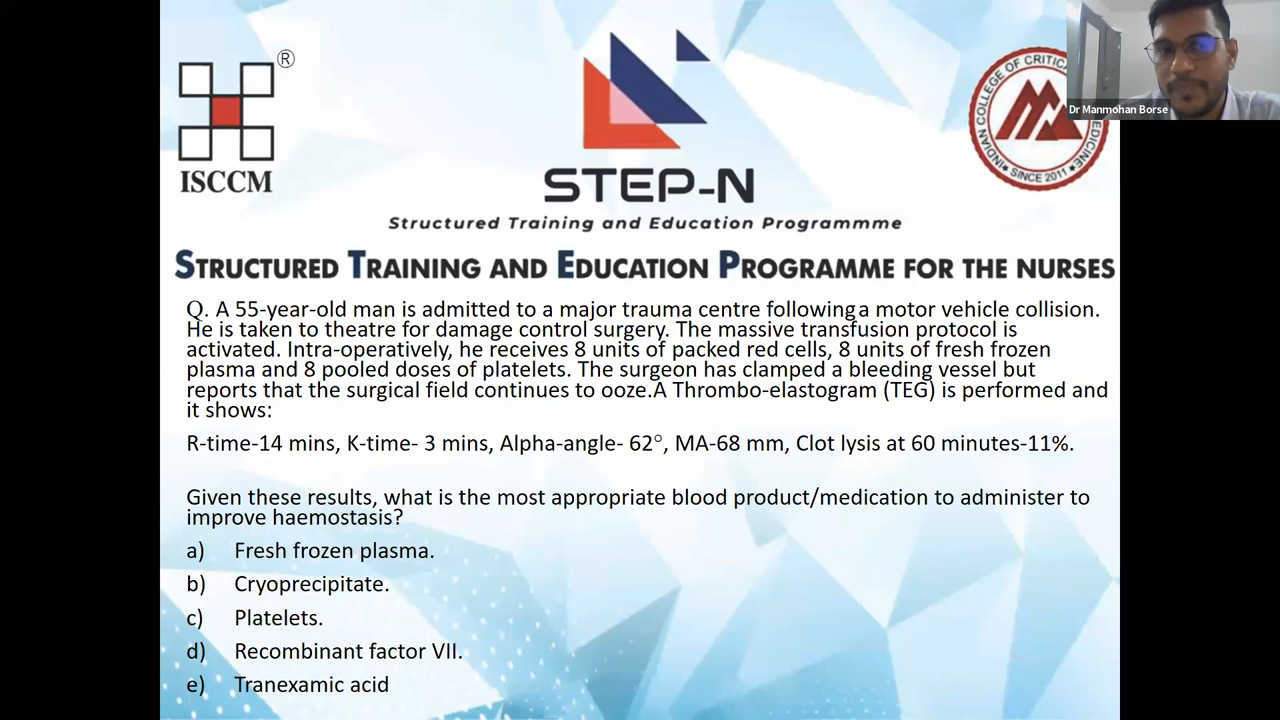 ®
ISCCM
STEP-N
Structured Training and Education Programmme
STRUCTURED TRAINING AND EDUCATION PROGRAMME FOR THE NURSES
INDIAN COLLEGE OF CRITICA EDICINE
SINCE 2011
Dr Manmohan Borse
Q. A 55-year-old man is admitted to a major trauma centre following a motor vehicle collision.
He is taken to theatre for damage control surgery. The massive transfusion protocol is
activated. Intra-operatively, he receives 8 units of packed red cells, 8 units of fresh frozen
plasma and 8 pooled doses of platelets. The surgeon has clamped a bleeding vessel but
reports that the surgical field continues to ooze.A Thrombo-elastogram (TEG) is performed and
it shows:
R-time-14 mins, K-time- 3 mins, Alpha-angle- 62°, MA-68 mm, Clot lysis at 60 minutes-11%.
Given these results, what is the most appropriate blood product/medication to administer to
improve haemostasis?
a) Fresh frozen plasma.
b) Cryoprecipitate.
c) Platelets.
d) Recombinant factor VII.
e) Tranexamic acid